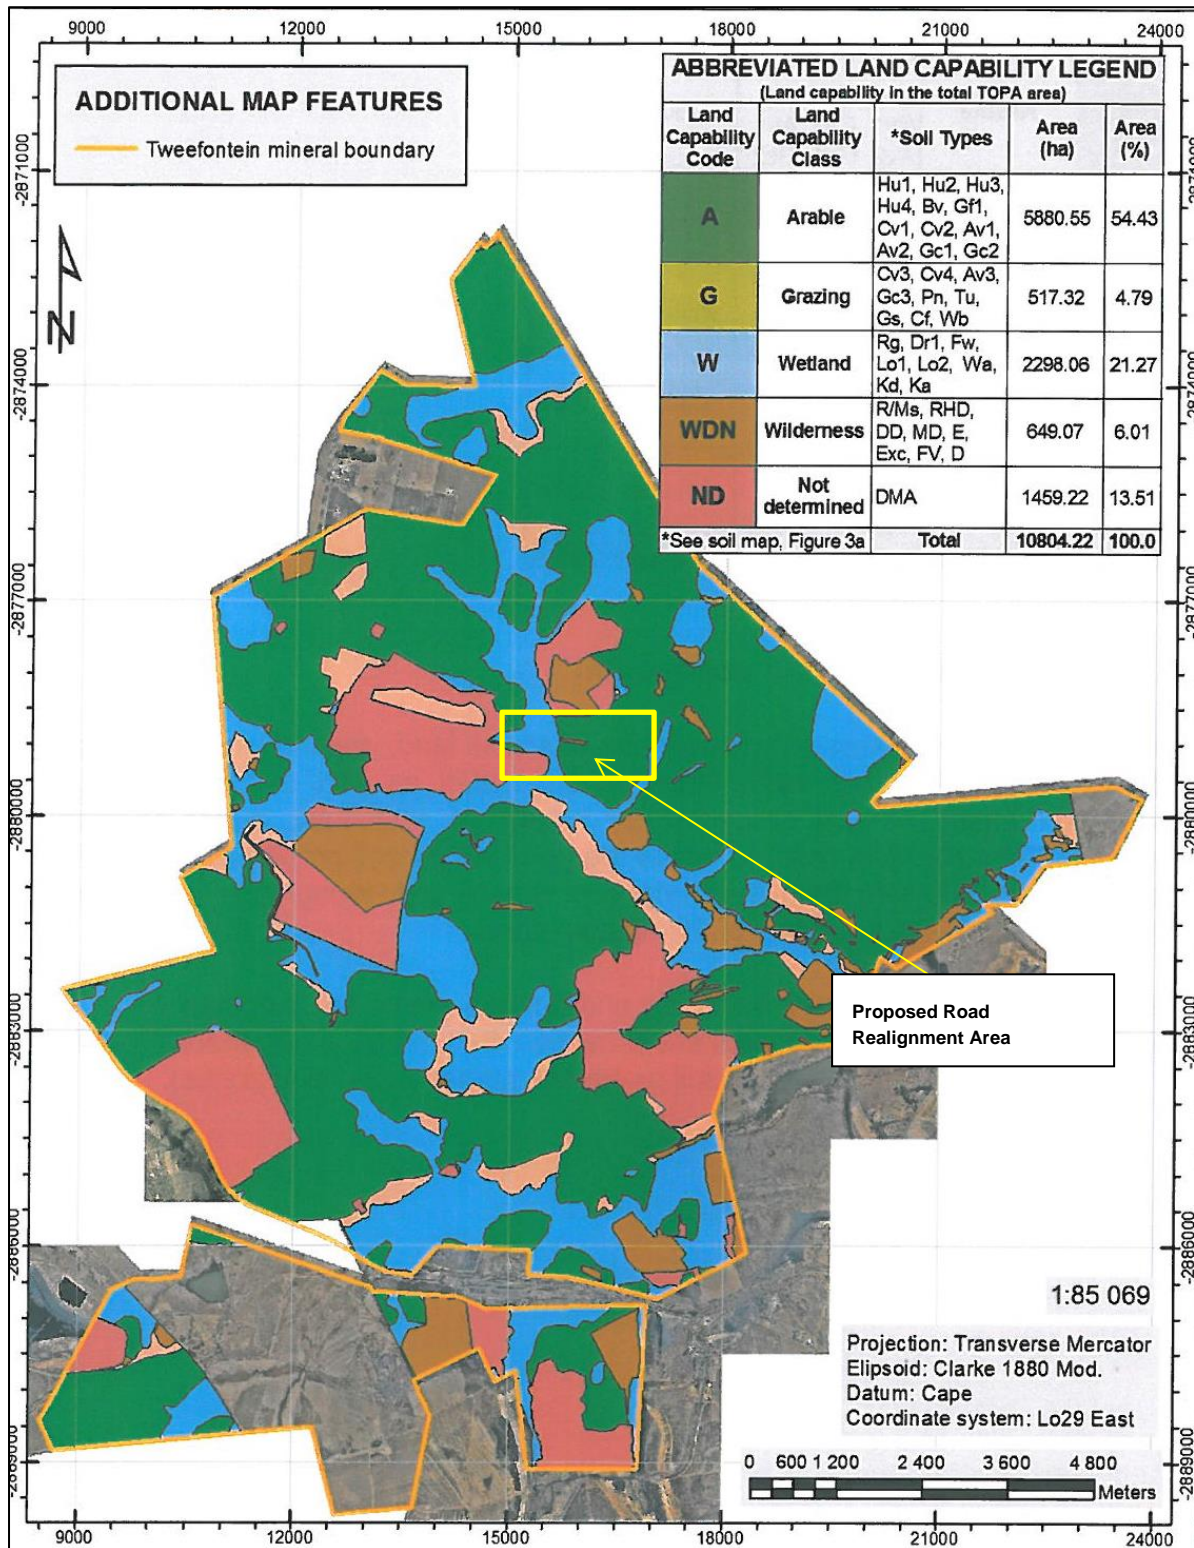 9000 12000 15000 18000 21000 24000
ADDITIONAL MAP FEATURES
Tweefontein mineral boundary
ABBREVIATED LAND CAPABILITY LEGEND
(Land capability in the total TOPA area)
Land Capability Code
Land Capability Class
*Soil Types
Area (ha)
Area (%)
A
Arable
Hu1, Hu2, Hu3,
Hu4, Bv, Gf1,
Cv1, Cv2, Av1,
Av2, Gc1, Gc2
5880.55
54.43
G
Grazing
Cv3, Cv4, Av3,
Gc3, Pn, Tu,
Gs, Cf, Wb
517.32
4.79
W
Wetland
Rg, Dr1, Fw,
Lo1, Lo2, Wa,
Kd, Ka
2298.06
21.27
WDN
Wilderness
R/Ms, RHD,
DD, MD, E,
Exc, FV, D
649.07
6.01
ND
Not determined
DMA
1459.22
13.51
*See soil map, Figure 3a
Total
10804.22
100.0
N
-2871000
-2874000
-2877000
-2880000
-2883000
-2886000
-2889000
-2871000
-2874000
-2877000
-2880000
-2883000
-2886000
-2889000
Proposed Road
Realignment Area
1:85 069
Projection: Transverse Mercator
Elipsoid: Clarke 1880 Mod.
Datum: Cape
Coordinate system: Lo29 East
0 600 1 200 2 400 3 600 4 800
Meters
9000 12000 15000 18000 21000 24000